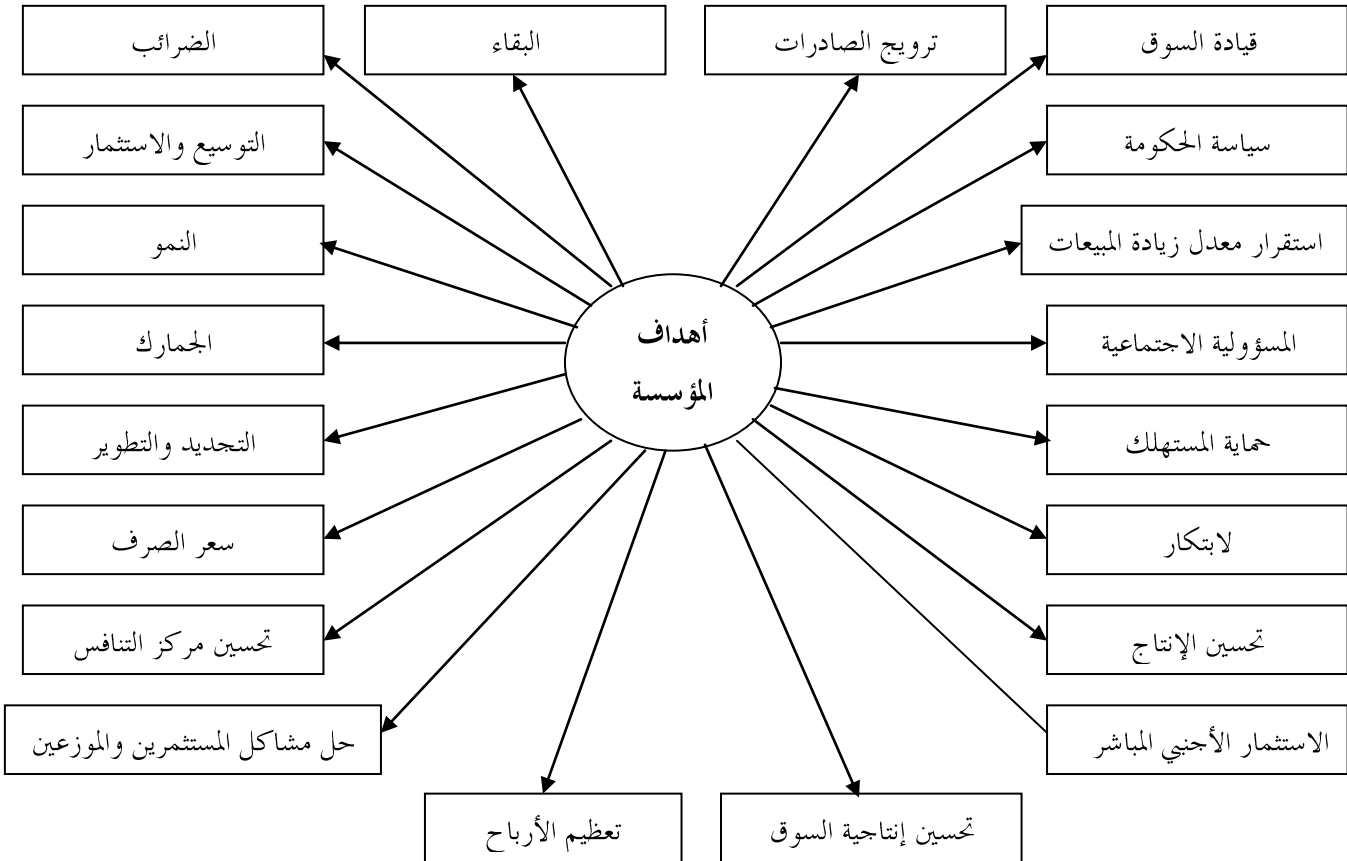 قيادة السوق
ترويج الصادرات
البقاء
الضرائب
سياسة الحكومة
التوسيع والاستثمار
استقرار معدل زيادة المبيعات
النمو
أهداف
المؤسسة
المسؤولية الاجتماعية
الجمارك
حماية المستهلك
التجديد والتطوير
لابتكار
سعر الصرف
تحسين الإنتاج
تحسين مركز التنافس
الاستثمار الأجنبي المباشر
حل مشاكل المستثمرين والموزعين
تحسين إنتاجية السوق
تعظيم الأرباح